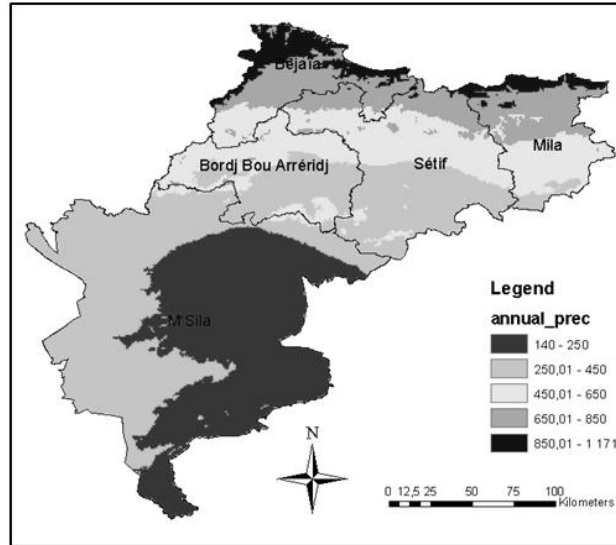 Béjaïa
Mila
Sétif
Bordj Bou Arréridj
M'Sila
Legend
annual_prec
140 - 250
250,01 - 450
450,01 - 650
650,01 - 850
850,01 - 1 171
N
0 12,5 25 50 75 100
Kilometers